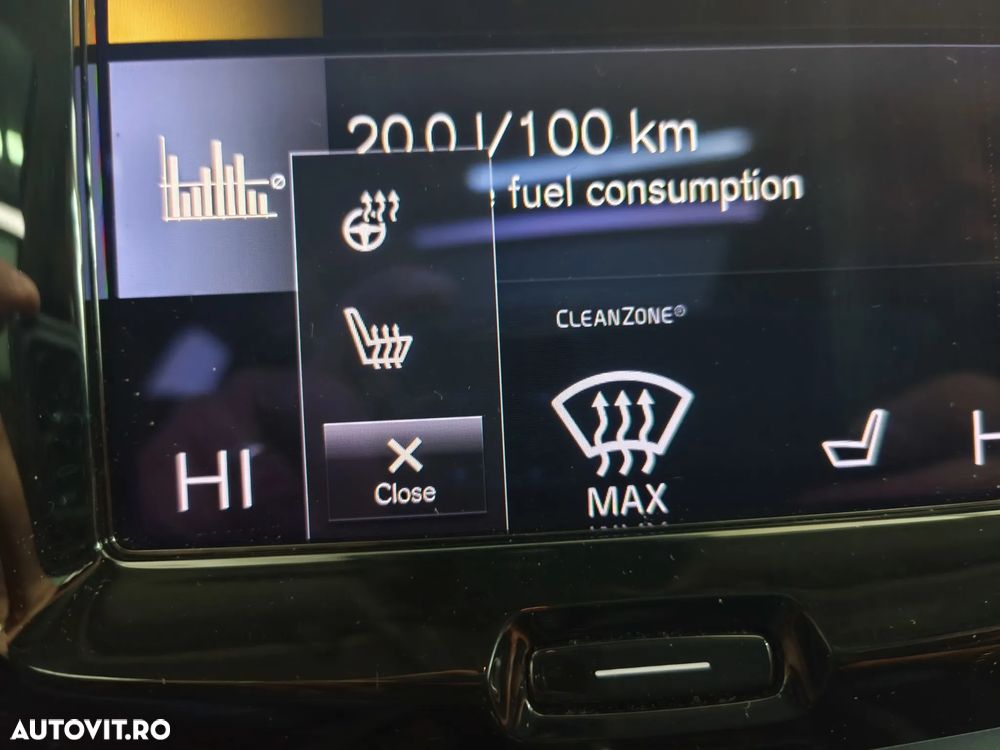 20.0 l/100 km
fuel consumption
CLEANZONE®
HI
MAX
Close
AUTOVIT.RO